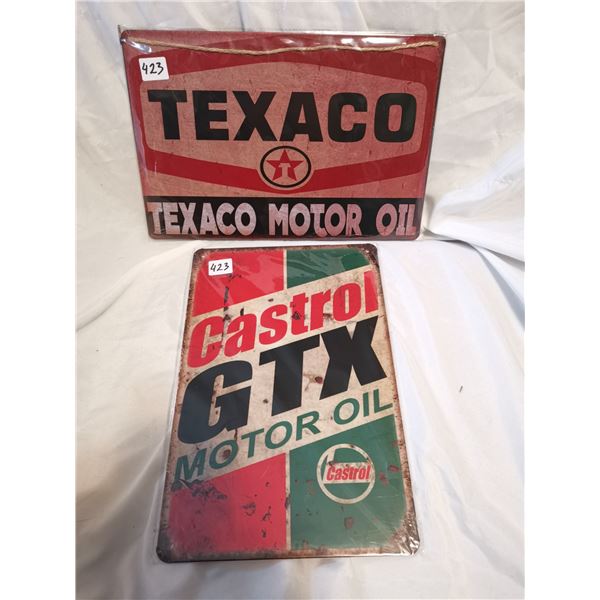 423
TEXACO
T
TEXACO MOTOR OIL
423
Castrol
GTX
MOTOR OIL
Castrol